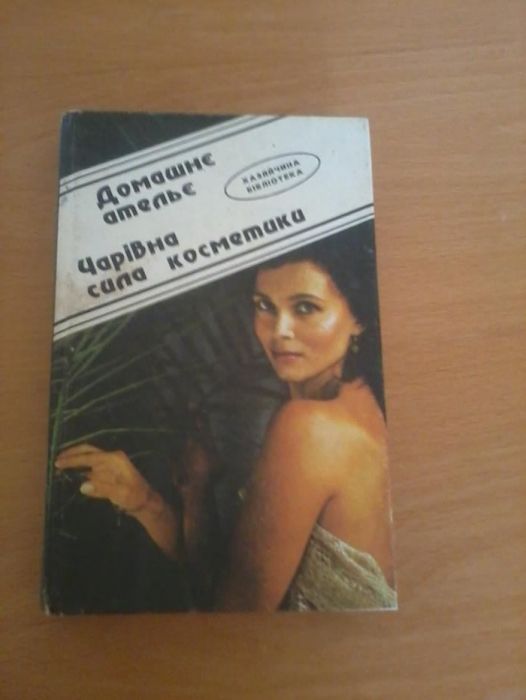 Домашнє
ательє
ХАЗЯЙЧИНА
БІБЛІОТЕКА
Чарівна
сила косметики